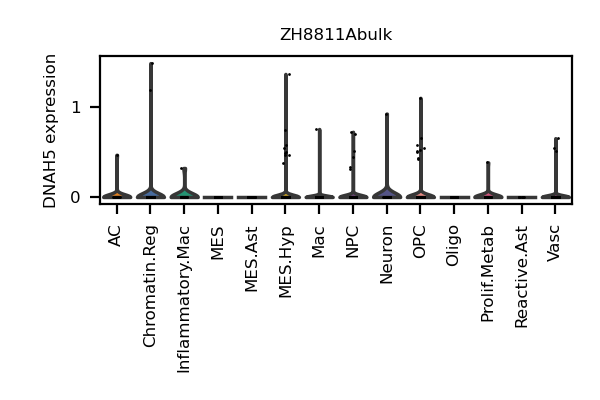 ZH8811Abulk
DNAH5 expression
1
0
AC
Chromatin.Reg
Inflammatory.Mac
MES
MES.Ast
MES.Hyp
Mac
NPC
Neuron
OPC
Oligo
Prolif.Metab
Reactive.Ast
Vasc